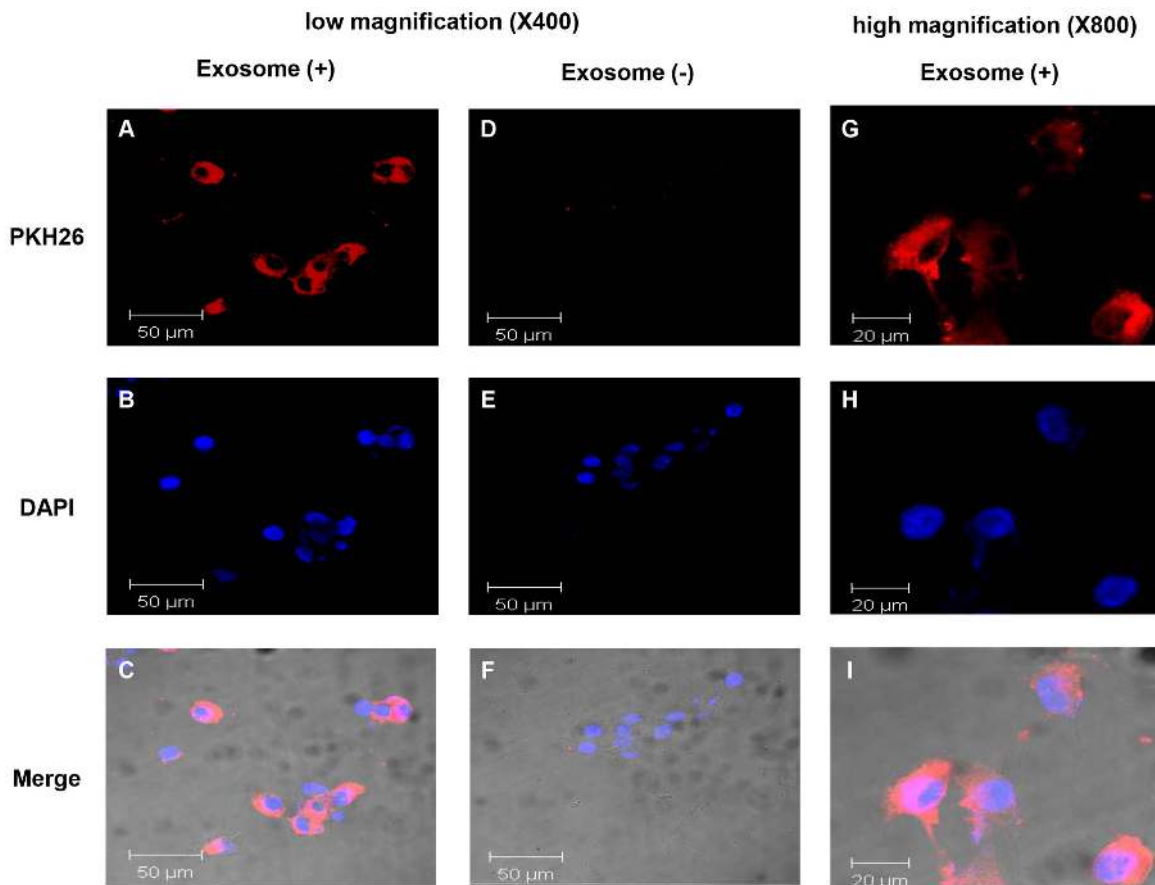 low magnification (X400)
high magnification (X800)
Exosome (+)
Exosome (-)
Exosome (+)
PKH26
A
50 µm
D
50 µm
G
20 µm
DAPI
B
50 µm
E
50 µm
H
20 µm
Merge
C
50 µm
F
50 µm
I
20 µm